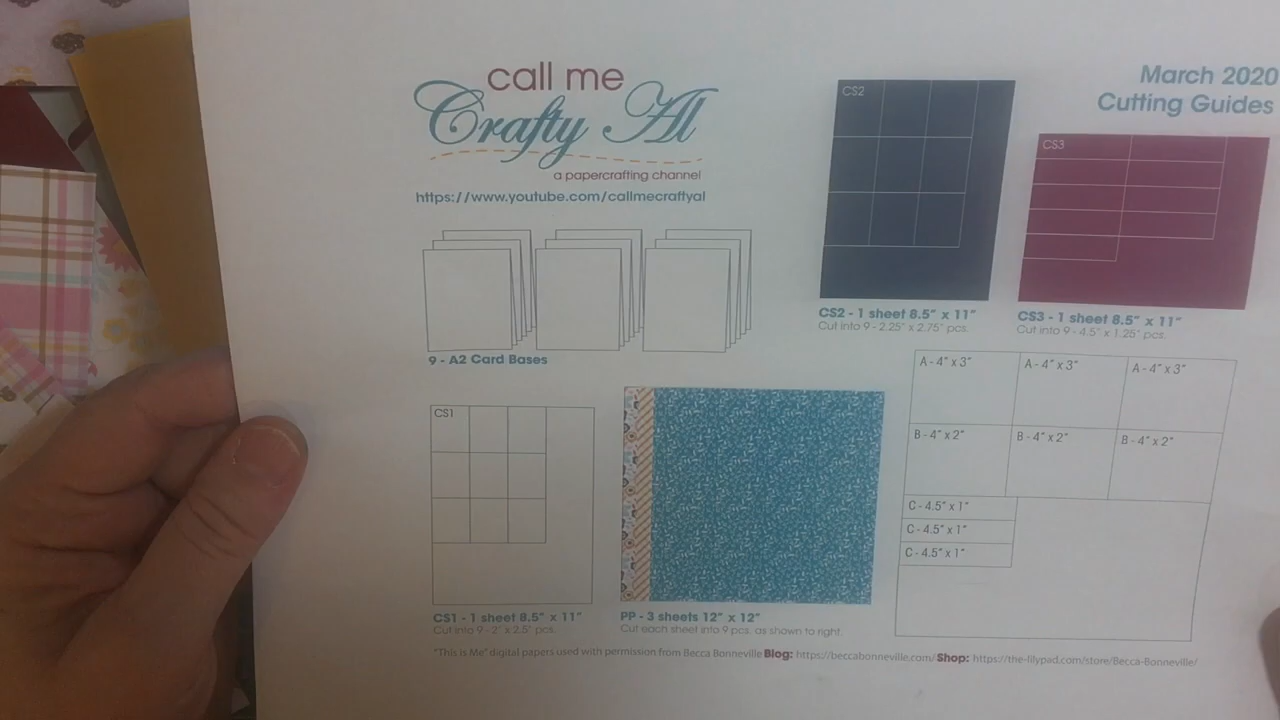 call me
Crafty Al
a papercrafting channel
https://www.youtube.com/callmecraftyal
March 2020
Cutting Guides
CS2
CS3
CS2 - 1 sheet 8.5" x 11"
Cut into 9 - 2.25" x 2.75" pcs.
CS3 - 1 sheet 8.5" x 11"
Cut into 9 - 4.5" x 1.25" pcs.
9 - A2 Card Bases
CS1
CS1 - 1 sheet 8.5" x 11"
Cut into 9 - 2" x 2.5" pcs.
PP - 3 sheets 12" x 12"
Cut each sheet into 9 pcs. as shown to right.
A - 4" x 3" A - 4" x 3" A - 4" x 3"
B - 4" x 2" B - 4" x 2" B - 4" x 2"
C - 4.5" x 1"
C - 4.5" x 1"
C - 4.5" x 1"
"This is Me" digital papers used with permission from Becca Bonneville Blog: https://beccabonneville.com/ Shop: https://the-lilypad.com/store/Becca-Bonneville/